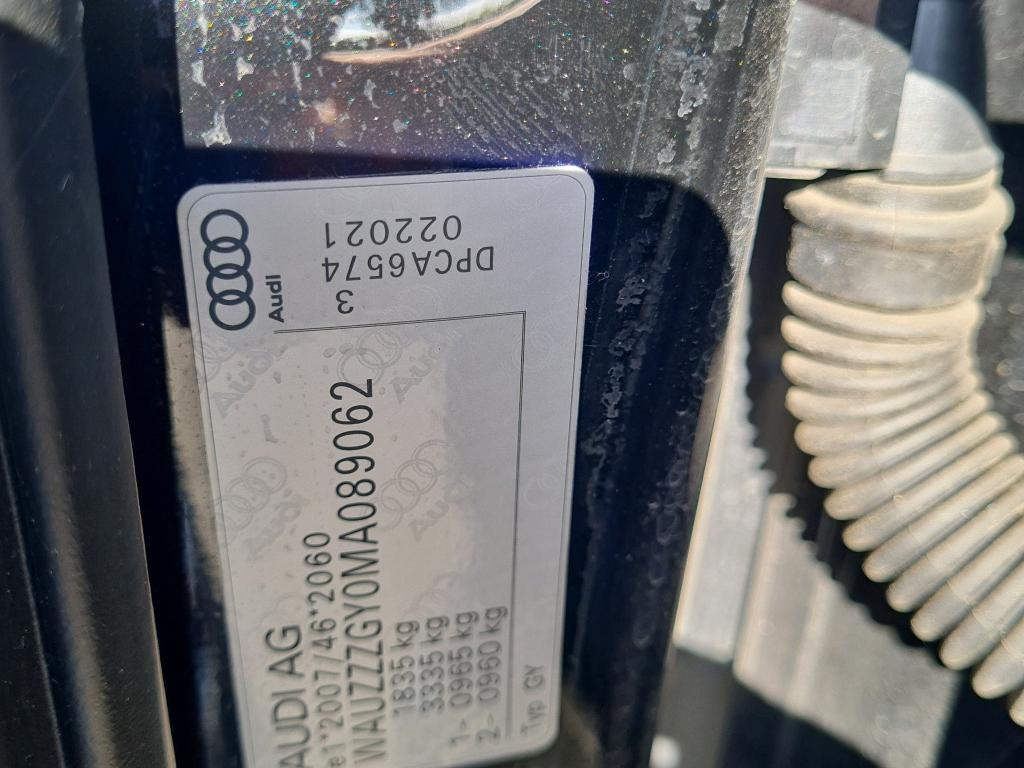 AUDI AG
e1*2007/46*2060
WAUZZZGY0MA089062
1835 kg
3335 kg
1- 0965 kg
2- 0960 kg
Typ GY
Audi
3
DPCA6574
022021